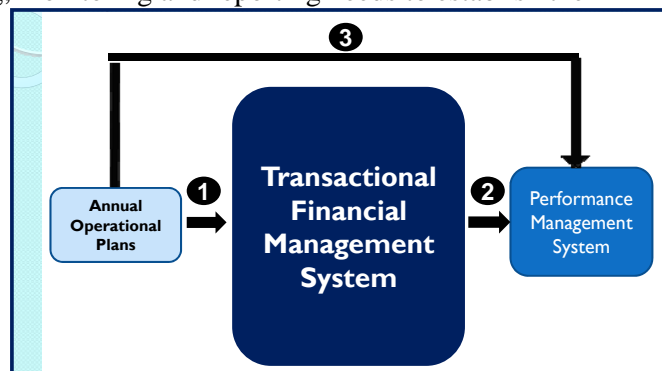 3
Annual
Operational
Plans
1
Transactional
Financial
Management
System
2
Performance
Management
System